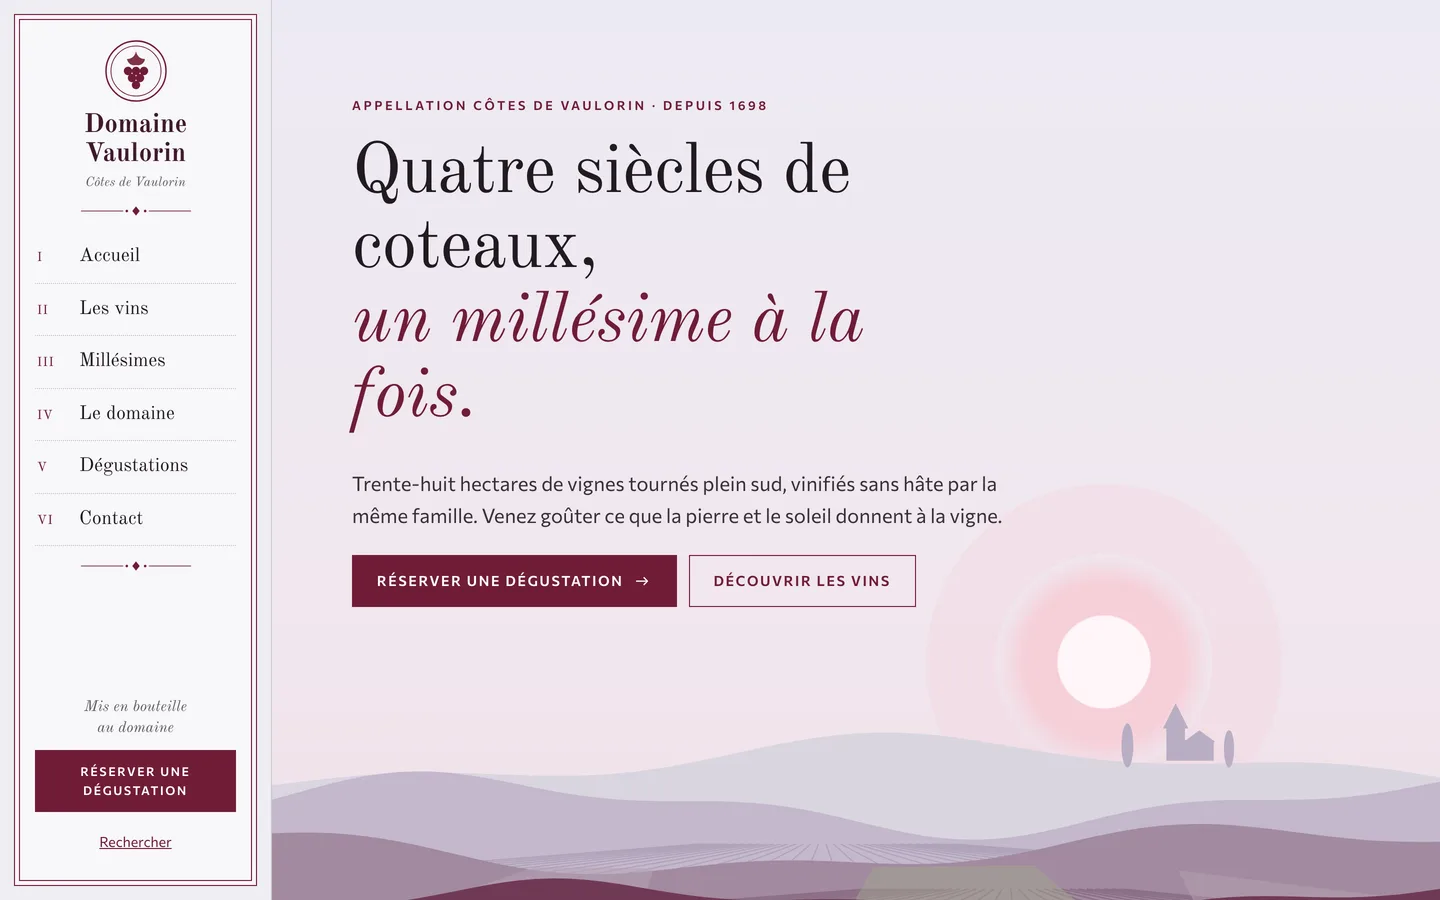 Domaine
Vaulorin
Côtes de Vaulorin
I Accueil
II Les vins
III Millésimes
IV Le domaine
V Dégustations
VI Contact
Mis en bouteille
au domaine
RÉSERVER UNE
DÉGUSTATION
Rechercher
APPELLATION CÔTES DE VAULORIN · DEPUIS 1698
Quatre siècles de
coteaux,
un millésime à la
fois.
Trente-huit hectares de vignes tournés plein sud, vinifiés sans hâte par la
même famille. Venez goûter ce que la pierre et le soleil donnent à la vigne.
RÉSERVER UNE DÉGUSTATION →
DÉCOUVRIR LES VINS